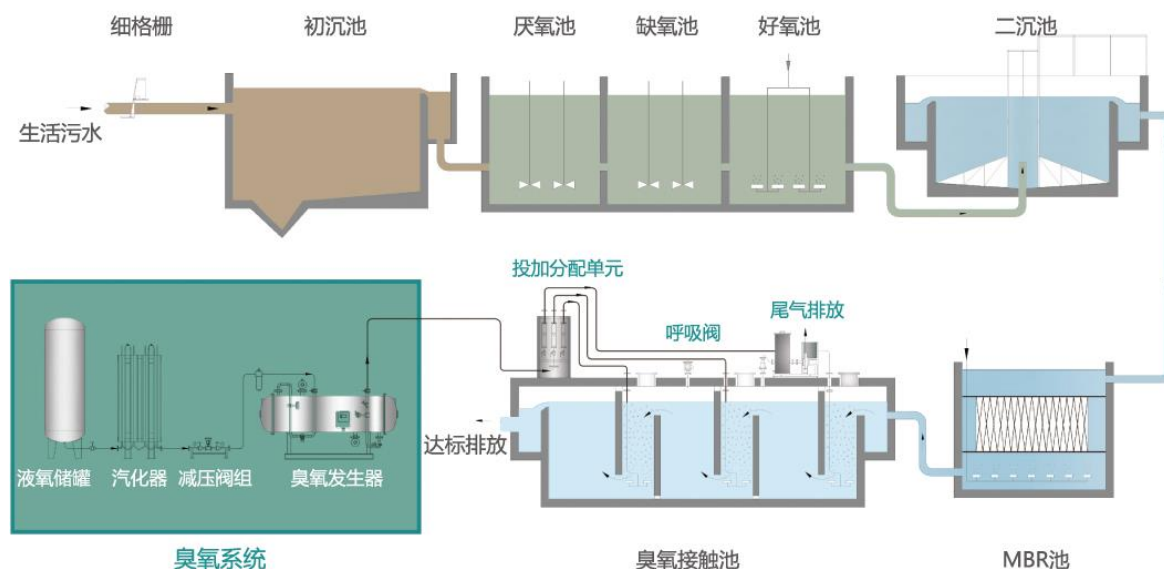 细格栅
初沉池
厌氧池
缺氧池
好氧池
二沉池
生活污水
投加分配单元
呼吸阀
尾气排放
达标排放
液氧储罐
汽化器
减压阀组
臭氧发生器
臭氧系统
臭氧接触池
MBR池